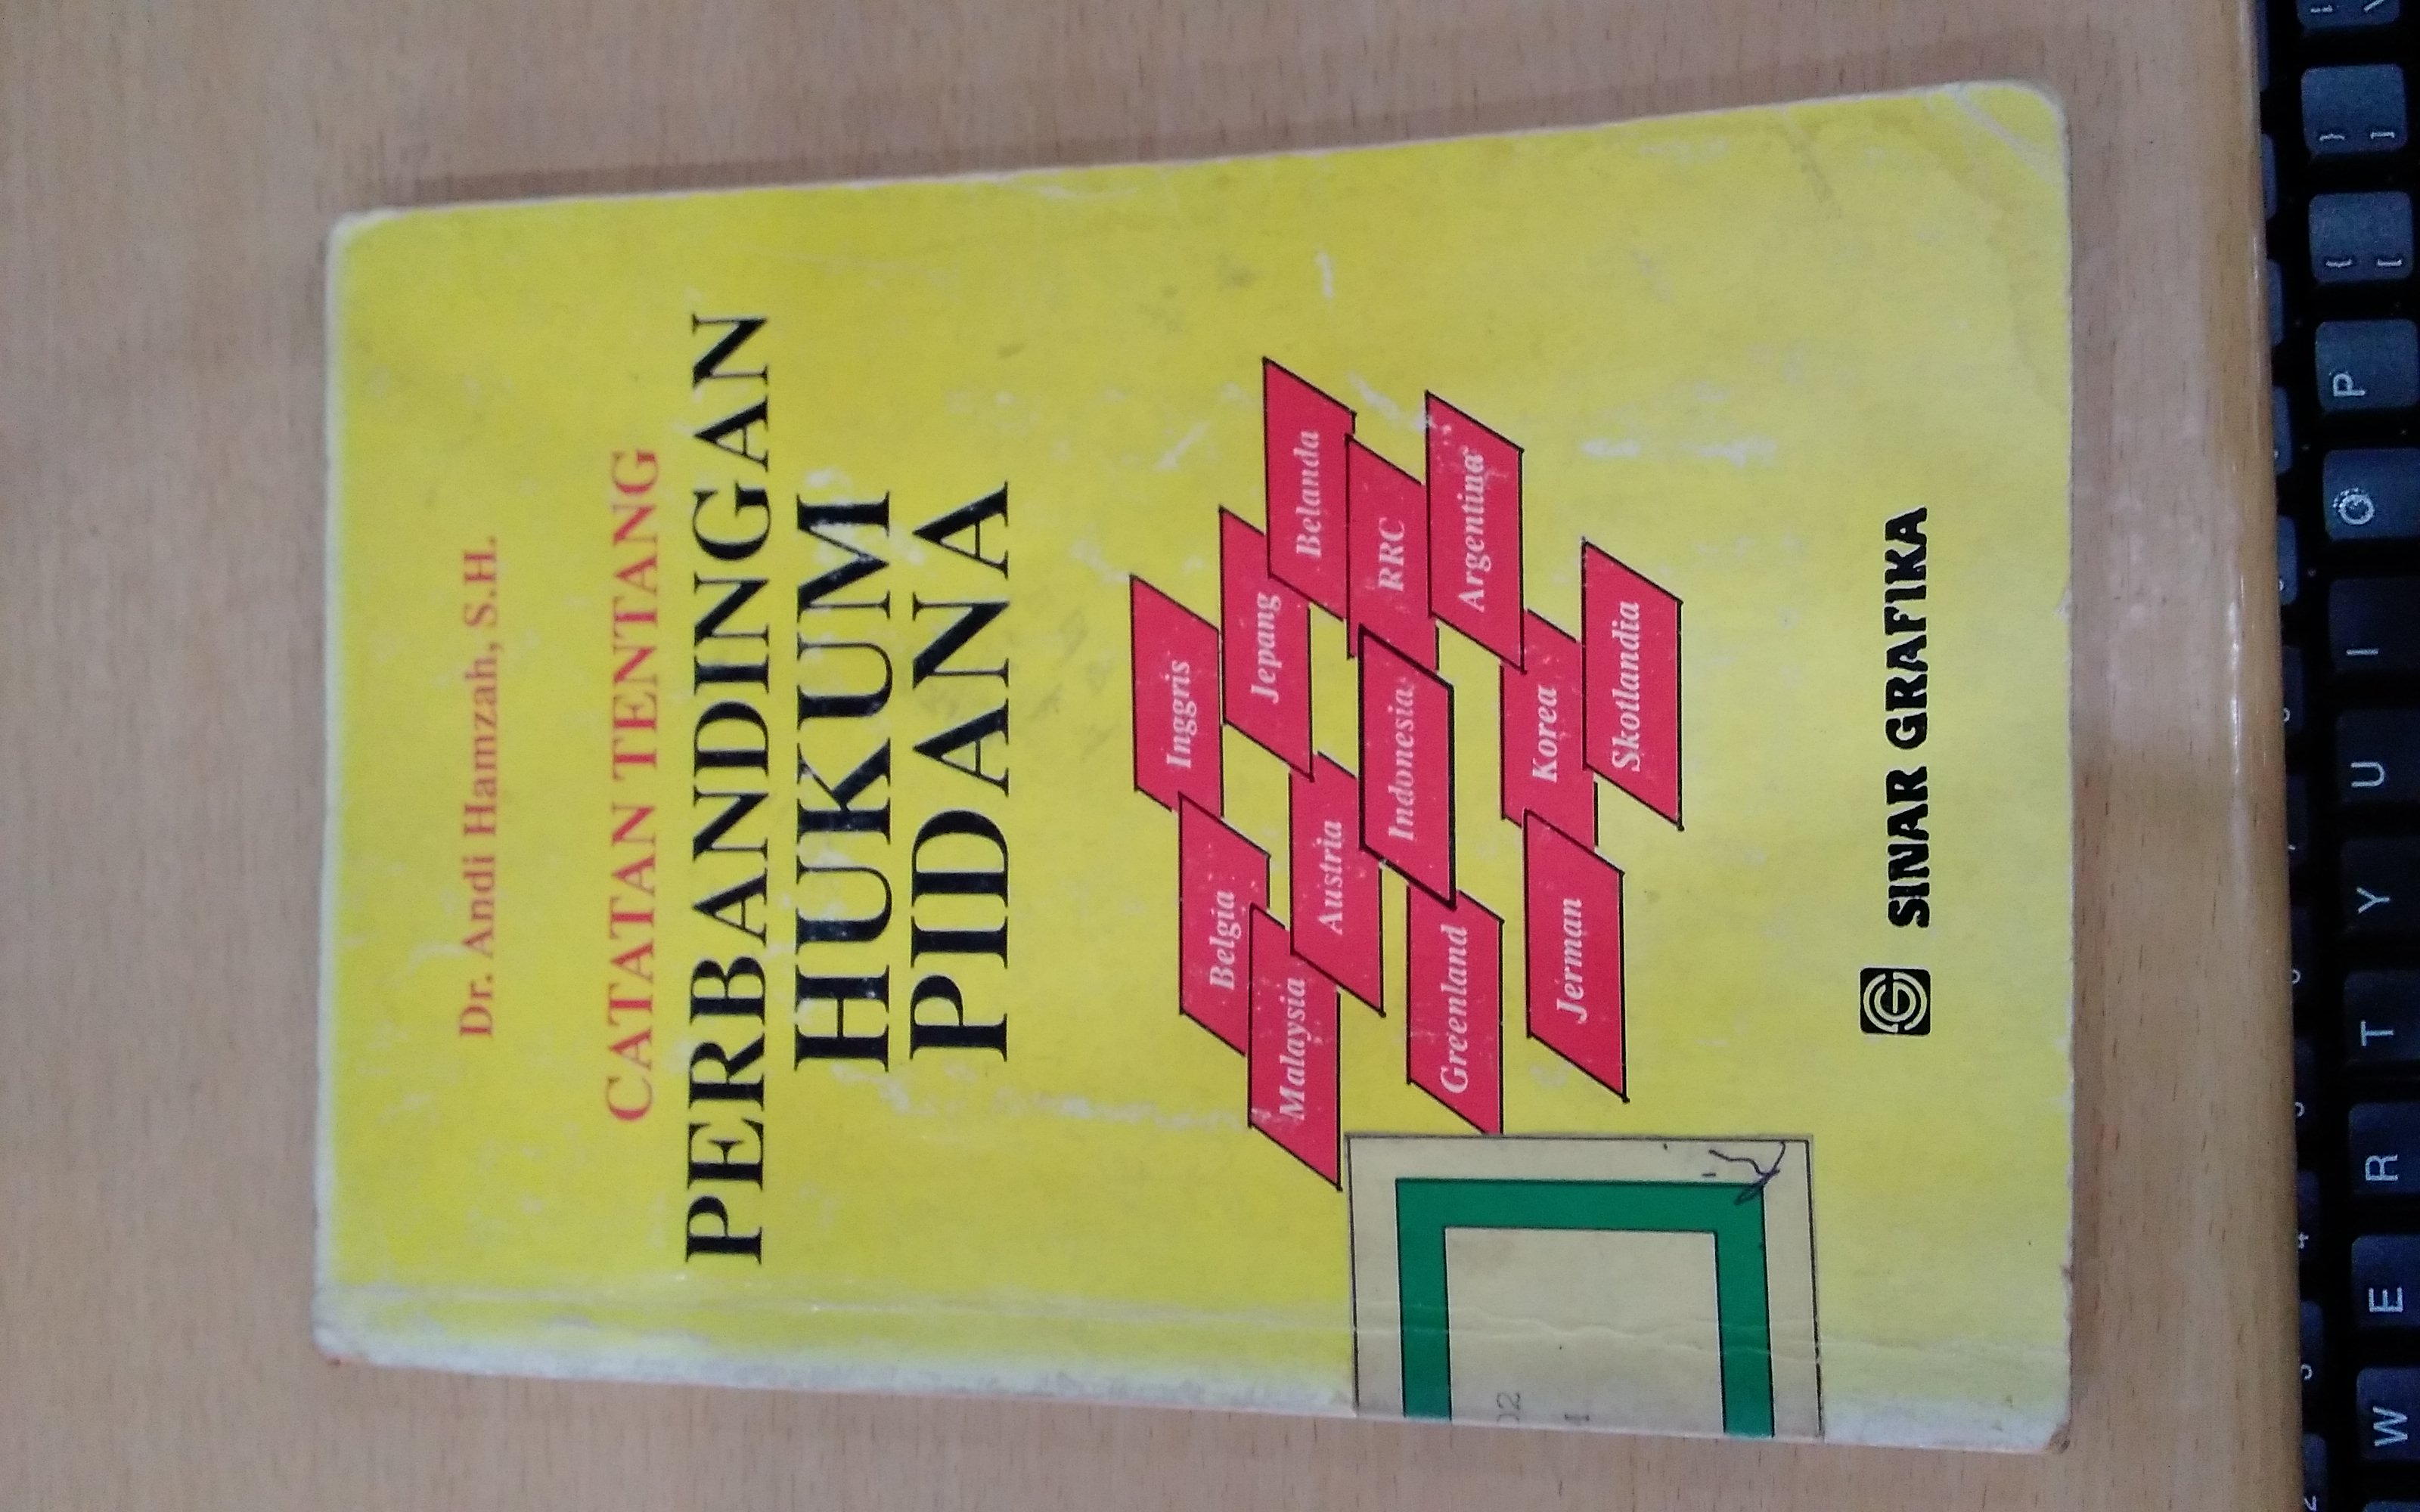 Dr. Andi Hamzah, S.H.
CATATAN TENTANG
PERBANDINGAN
HUKUM
PIDANA
Inggris
Jepang
Belgia
Belanda
Malaysia
Austria
RRC
Indonesia
Argentina
Greenland
Korea
Jerman
Skotlandia
SINAR GRAFIKA
W E R T Y U I O P { [ } ]